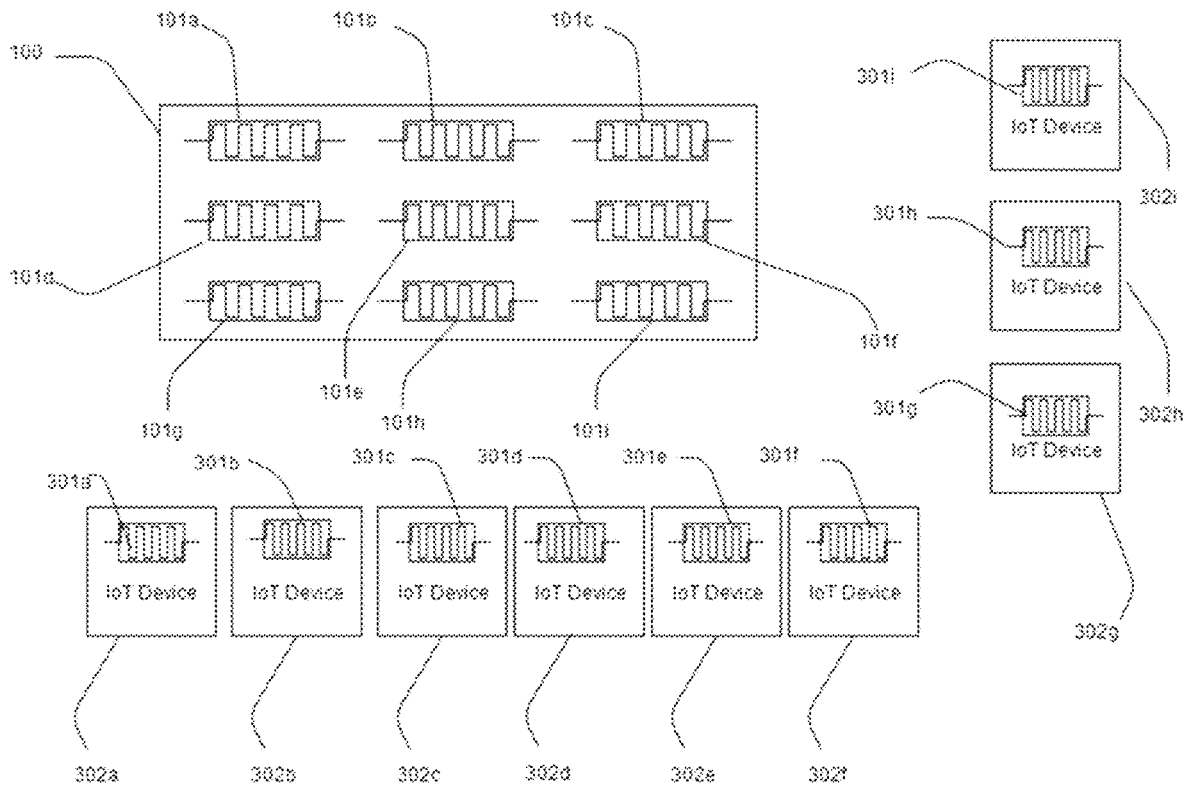 101a 101b 101c
100
301i
IoT Device
302i
301h
IoT Device
101d
101f
101e
301g
302h
101g 101h 101i
IoT Device
301a 301b 301c 301d 301e 301f
IoT Device IoT Device IoT Device IoT Device IoT Device IoT Device
302g
302a 302b 302c 302d 302e 302f